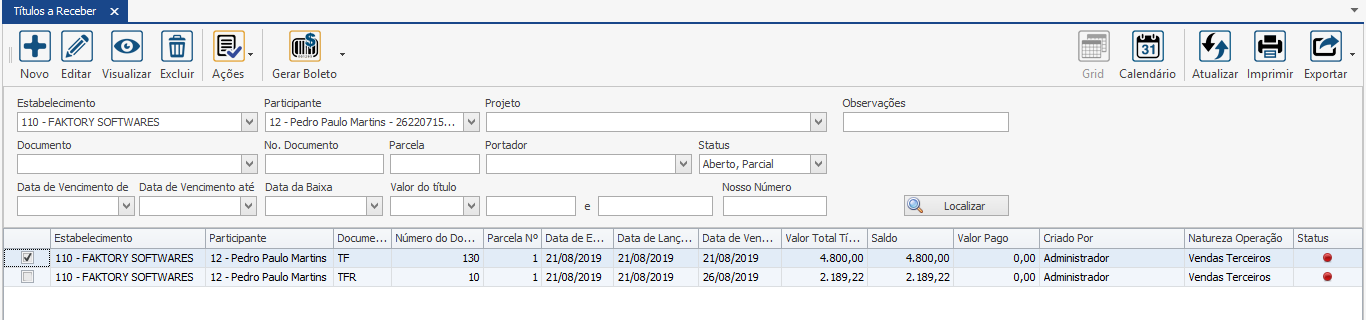 Títulos a Receber
Novo Editar Visualizar Excluir Ações Gerar Boleto Grid Calendário Atualizar Imprimir Exportar
31
Estabelecimento Participante Projeto Observações
110 - FAKTORY SOFTWARES 12 - Pedro Paulo Martins - 26220715...
Documento No. Documento Parcela Portador Status
Aberto, Parcial
Data de Vencimento de Data de Vencimento até Data da Baixa Valor do título Nosso Número
e Localizar
Estabelecimento Participante Docume... Número do Do... Parcela Nº Data de E... Data de Lanç... Data de Ven... Valor Total Tí... Saldo Valor Pago Criado Por Natureza Operação Status
110 - FAKTORY SOFTWARES 12 - Pedro Paulo Martins TF 130 1 21/08/2019 21/08/2019 21/08/2019 4.800,00 4.800,00 0,00 Administrador Vendas Terceiros
110 - FAKTORY SOFTWARES 12 - Pedro Paulo Martins TFR 10 1 21/08/2019 21/08/2019 26/08/2019 2.189,22 2.189,22 0,00 Administrador Vendas Terceiros